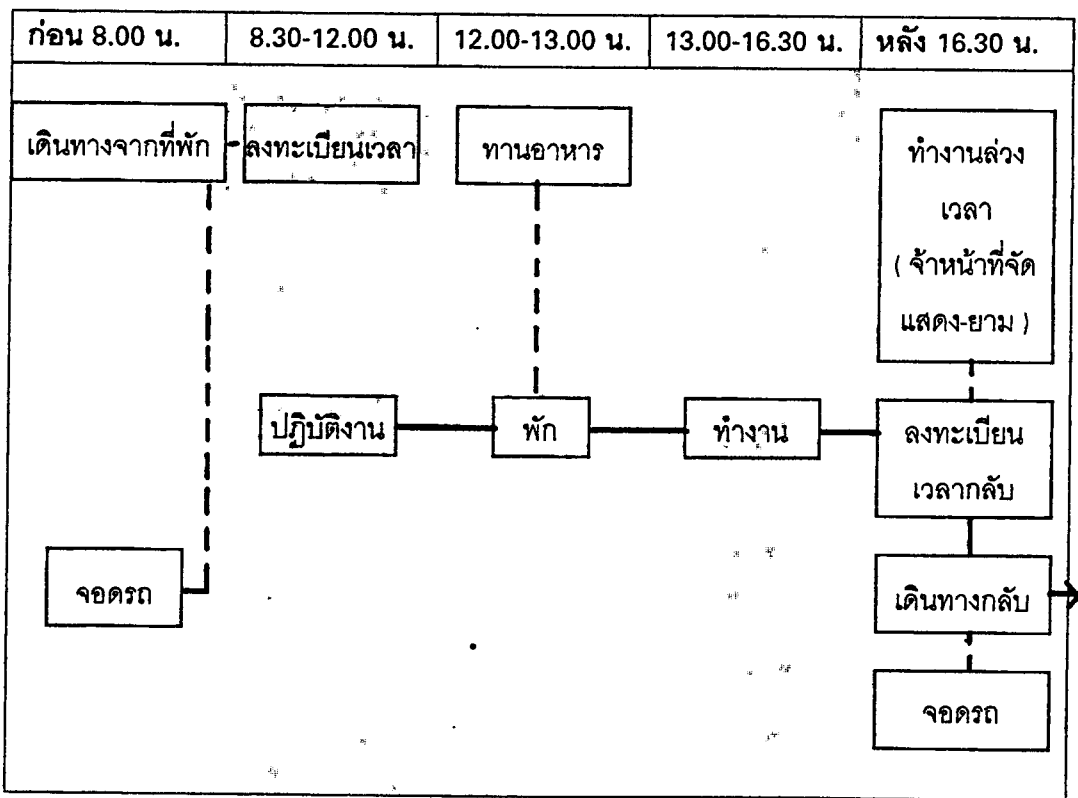 ก่อน 8.00 น.
8.30-12.00 น.
12.00-13.00 น.
13.00-16.30 น.
หลัง 16.30 น.
เดินทางจากที่พัก
ลงทะเบียนเวลา
ทานอาหาร
ทำงานล่วง
เวลา
( จ้าหน้าที่จัด
แสดง-ยาม )
ปฏิบัติงาน
พัก
ทำงาน
ลงทะเบียน
เวลากลับ
จอดรถ
เดินทางกลับ
จอดรถ